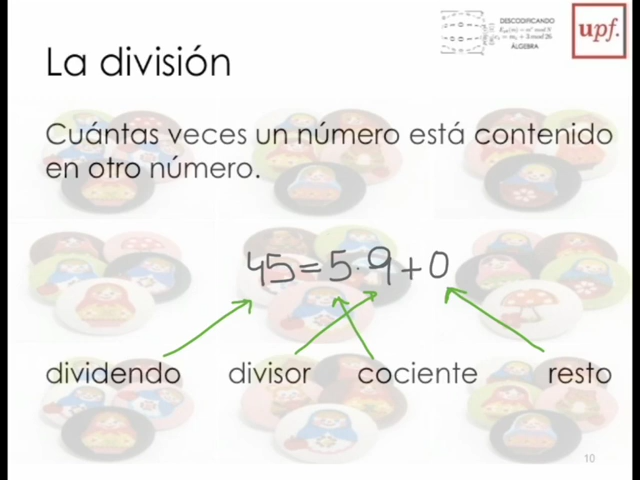 DESCODIFICANDO
ÁLGEBRA
upf.
La división
Cuántas veces un número está contenido
en otro número.
45=5·9+0
dividendo divisor cociente resto
10